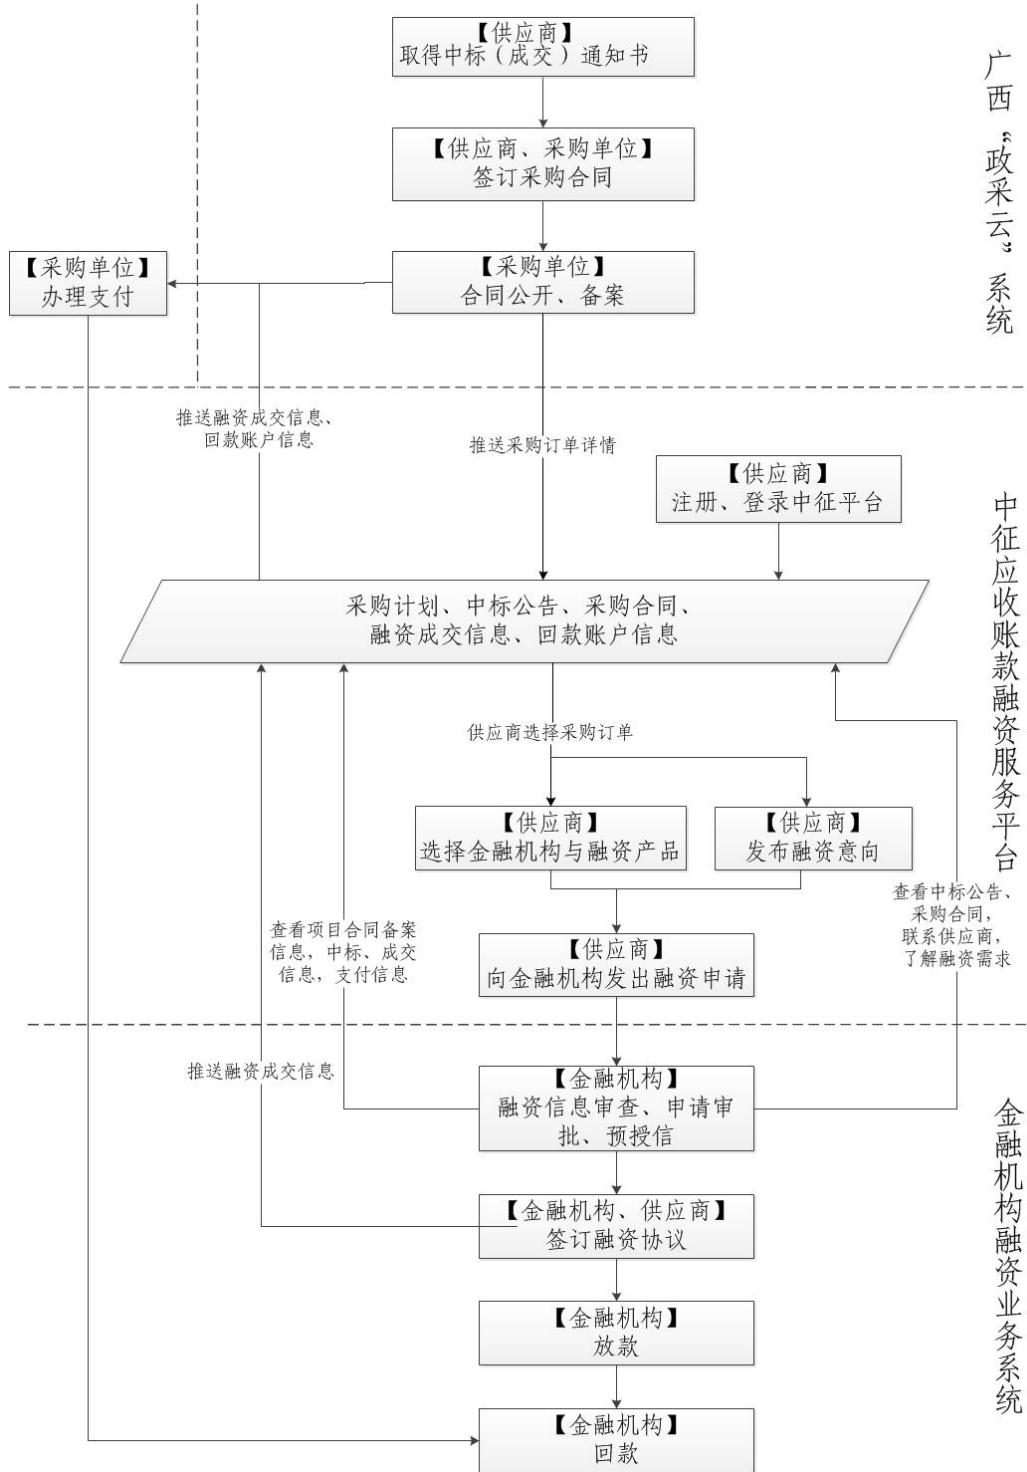 【供应商】
取得中标（成交）通知书
【供应商、采购单位】
签订采购合同
【采购单位】
办理支付
【采购单位】
合同公开、备案
广西“政采云”系统
推送融资成交信息、
回款账户信息
推送采购订单详情
【供应商】
注册、登录中征平台
采购计划、中标公告、采购合同、
融资成交信息、回款账户信息
中征应收账款融资服务平台
供应商选择采购订单
【供应商】
选择金融机构与融资产品
【供应商】
发布融资意向
查看项目合同备案
信息，中标、成交
信息，支付信息
【供应商】
向金融机构发出融资申请
查看中标公告、
采购合同，
联系供应商，
了解融资需求
推送融资成交信息
【金融机构】
融资信息审查、申请审
批、预授信
【金融机构、供应商】
签订融资协议
【金融机构】
放款
【金融机构】
回款
金融机构融资业务系统